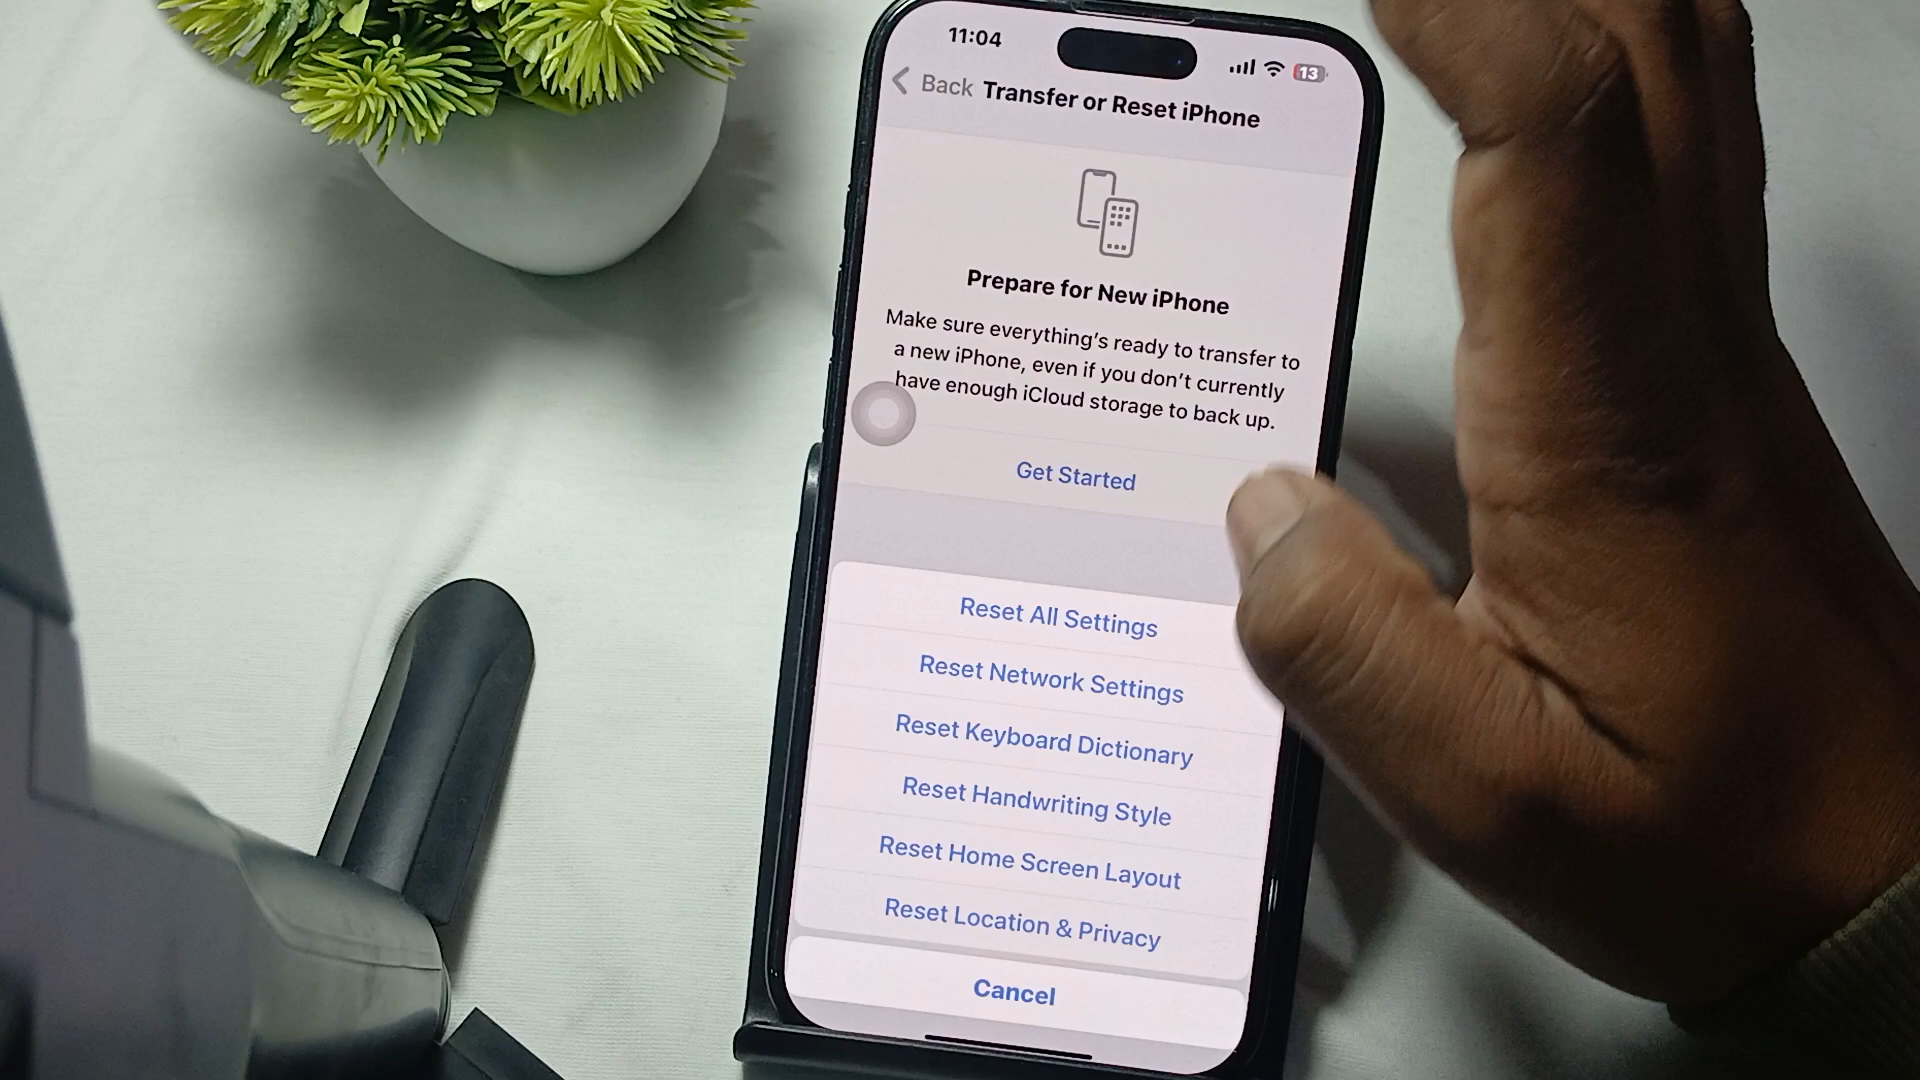 11:04
13
Back Transfer or Reset iPhone
Prepare for New iPhone
Make sure everything's ready to transfer to
a new iPhone, even if you don't currently
have enough iCloud storage to back up.
Get Started
Reset All Settings
Reset Network Settings
Reset Keyboard Dictionary
Reset Handwriting Style
Reset Home Screen Layout
Reset Location & Privacy
Cancel